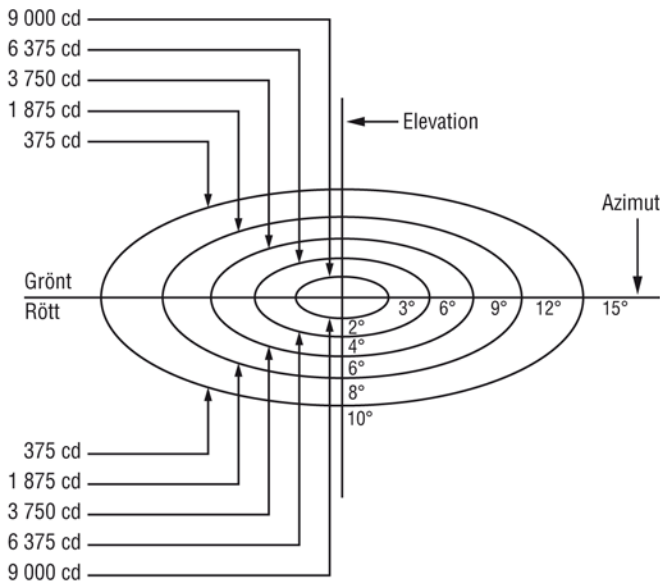 9 000 cd
6 375 cd
3 750 cd
1 875 cd
375 cd
Elevation
Azimut
Grönt
Rött
3° 6° 9° 12° 15°
2°
4°
6°
8°
10°
375 cd
1 875 cd
3 750 cd
6 375 cd
9 000 cd